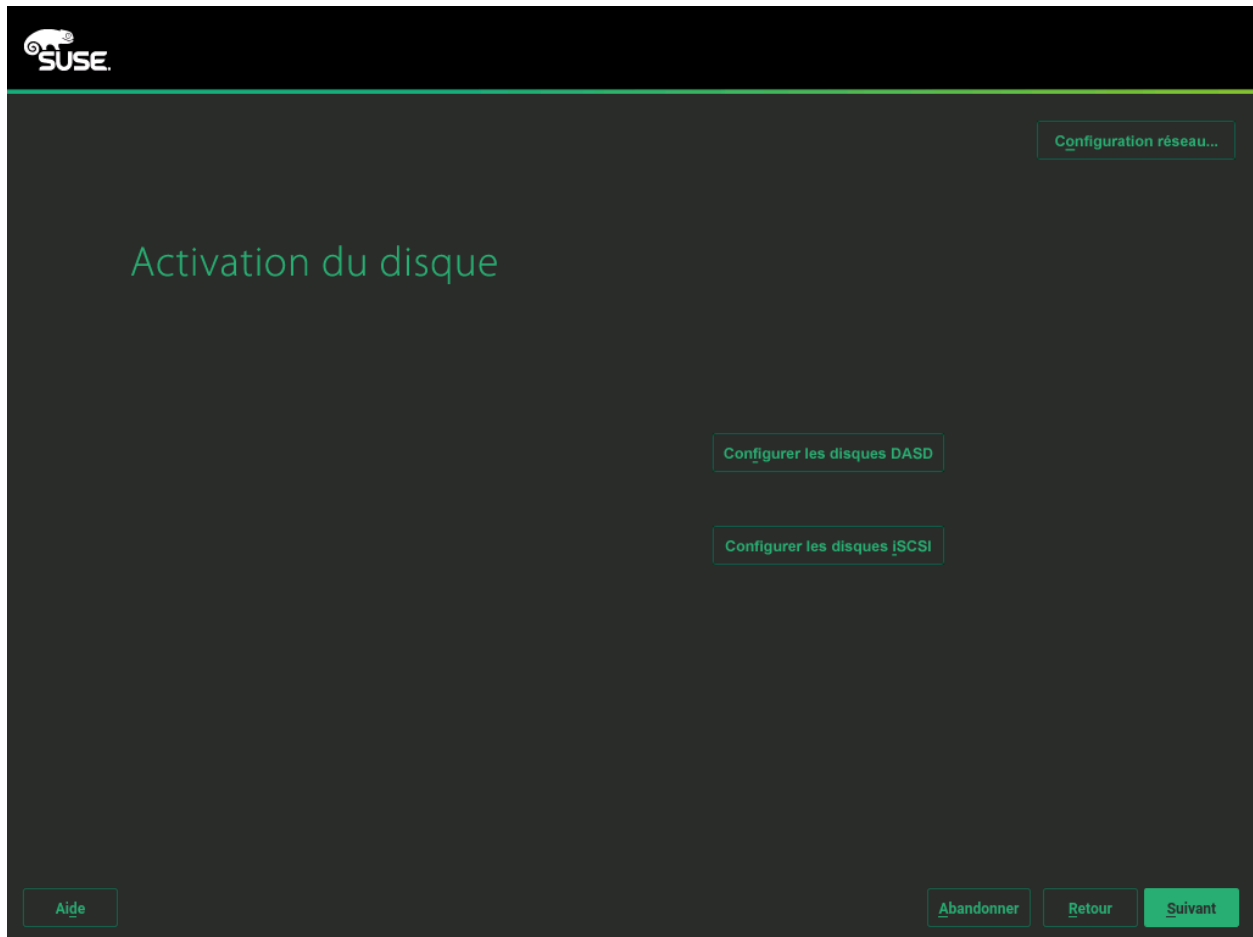 SUSE.
Configuration réseau...
Activation du disque
Configurer les disques DASD
Configurer les disques iSCSI
Aide
Abandonner
Retour
Suivant